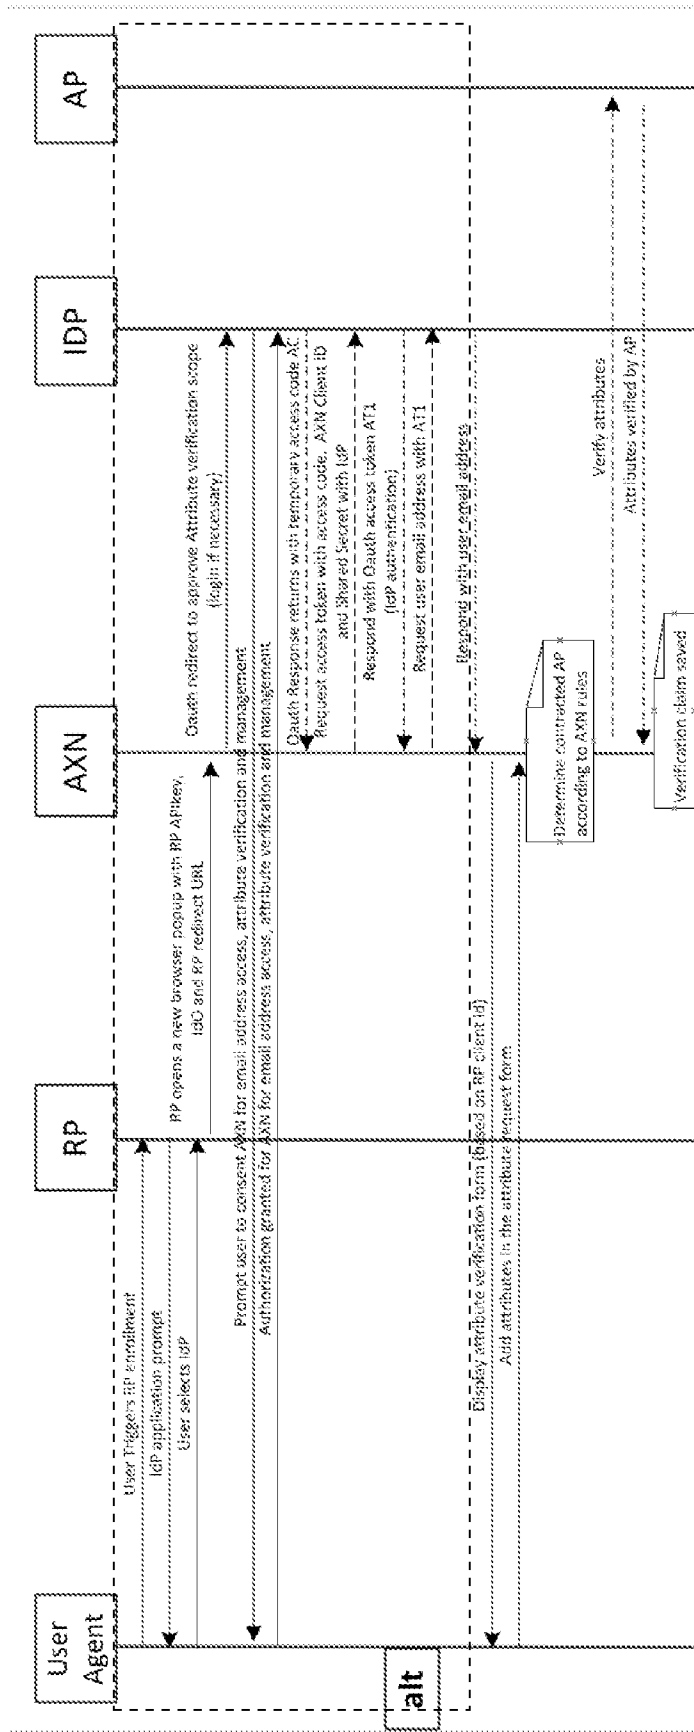 User
Agent
RP
AXN
IDP
AP
alt
User Triggers RP enrollment
IdP application prompt
User selects IdP
RP opens a new browser popup with RP APIkey,
IdO and RP redirect URL
Oauth redirect to approve Attribute verification scope
(login if necessary)
Prompt user to consent AXN for email address access, attribute verification and management
Authorization granted for AXN for email address access, attribute verification and management
Oauth Response returns with temporary access code AC
Request access token with access code, AXN Client ID
and Shared Secret with IdP
Respond with Oauth access token AT1
(IdP authentication)
Request user email address with AT1
Respond with user email address
Display attribute verification form (based on RP client id)
Add attributes in the attribute request form
Determine contracted AP
according to AXN rules
Verify attributes
Attributes verified by AP
Verification claim saved